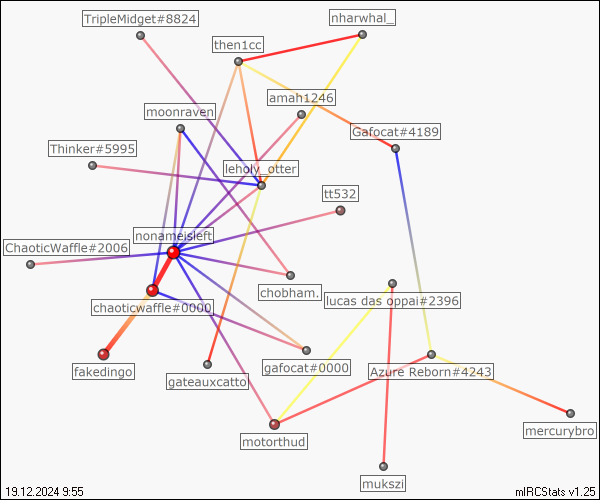 nharwhal_
TripleMidget#8824
then1cc
amah1246
moonraven
Gafocat#4189
Thinker#5995
leholy_otter
tt532
nonameisleft
ChaoticWaffle#2006
chobham.
lucas das oppai#2396
chaoticwaffle#0000
gafocat#0000
Azure Reborn#4243
fakedingo
gateauxcatto
mercurybro
motorthud
mukszi
19.12.2024 9:55
mIRCStats v1.25